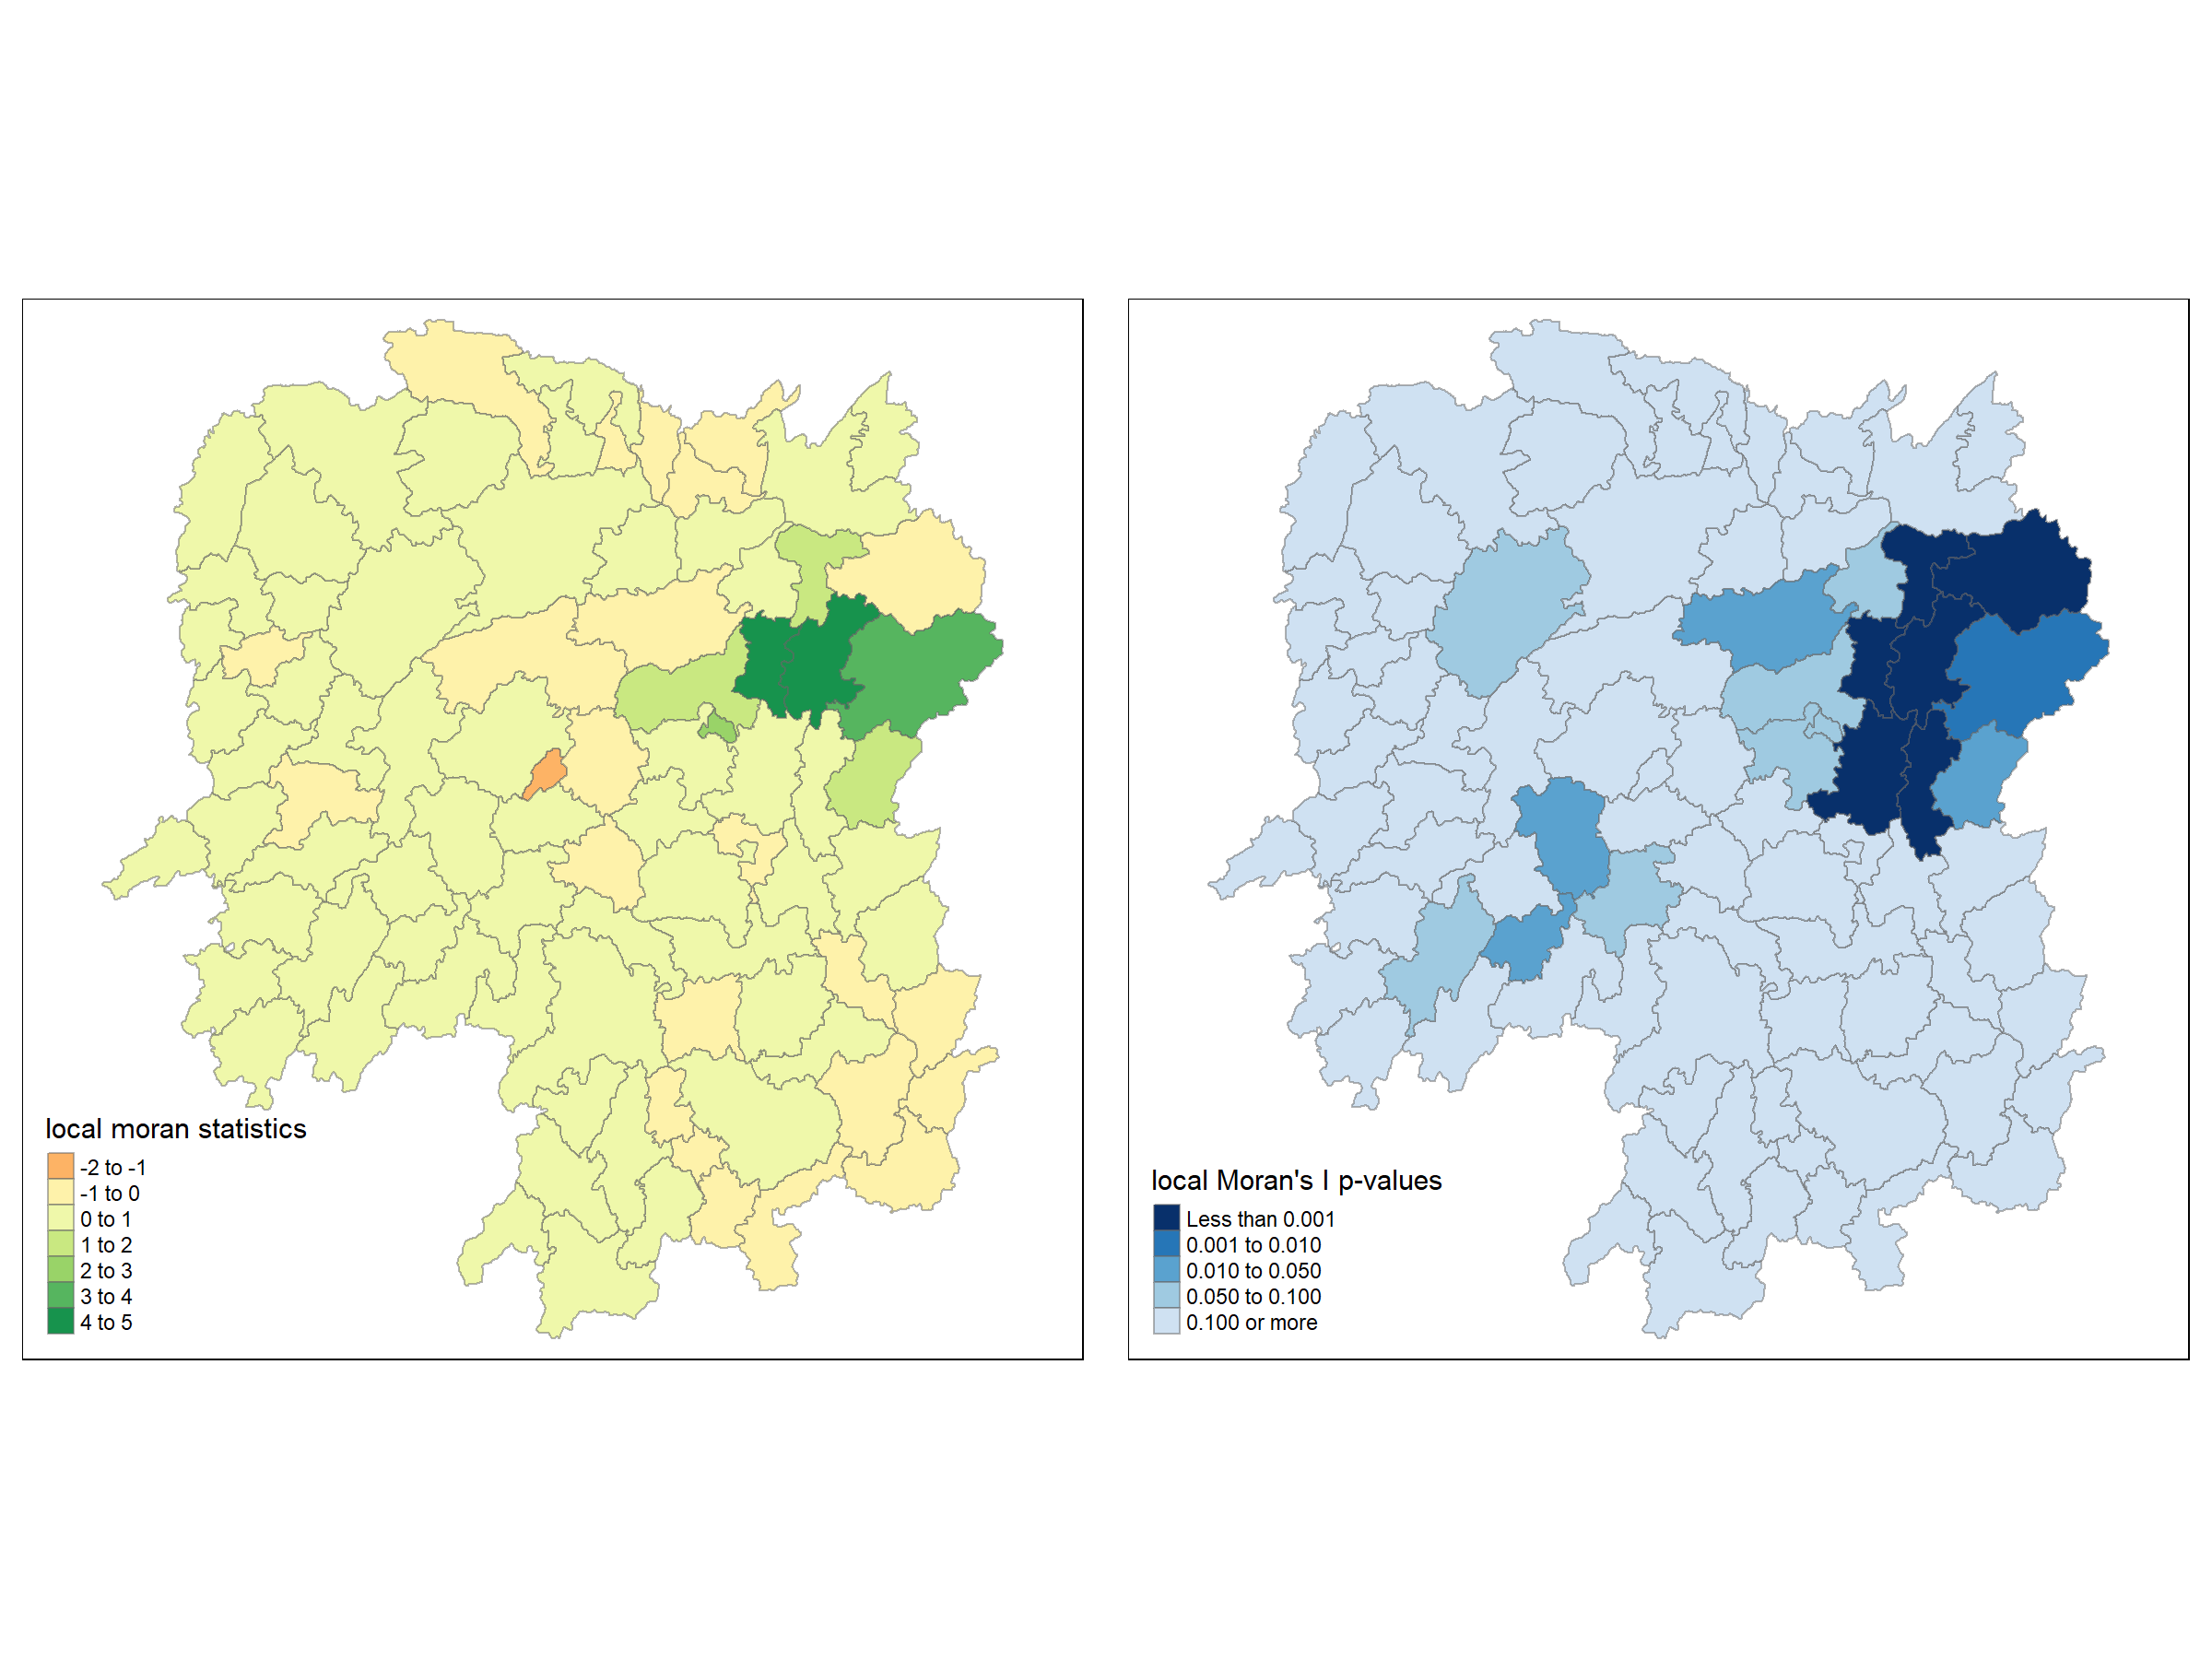 local moran statistics
-2 to -1
-1 to 0
0 to 1
1 to 2
2 to 3
3 to 4
4 to 5
local Moran's I p-values
Less than 0.001
0.001 to 0.010
0.010 to 0.050
0.050 to 0.100
0.100 or more